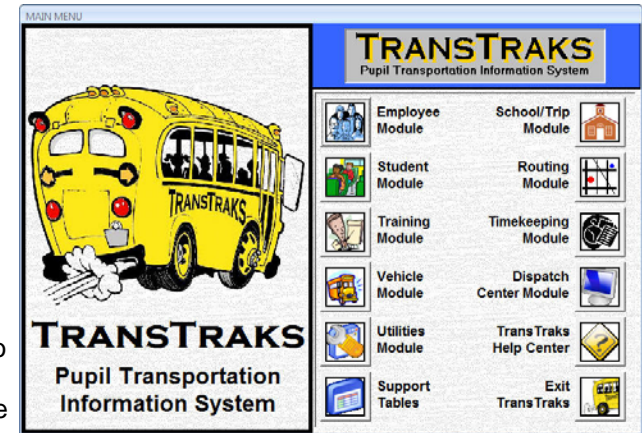 MAIN MENU
TRANSTRAKS
Pupil Transportation Information System
TRANSTRAKS
TRANSTRAKS
Pupil Transportation
Information System
Employee
Module
School/Trip
Module
Student
Module
Routing
Module
Training
Module
Timekeeping
Module
Vehicle
Module
Dispatch
Center Module
Utilities
Module
TransTraks
Help Center
Support
Tables
Exit
TransTraks